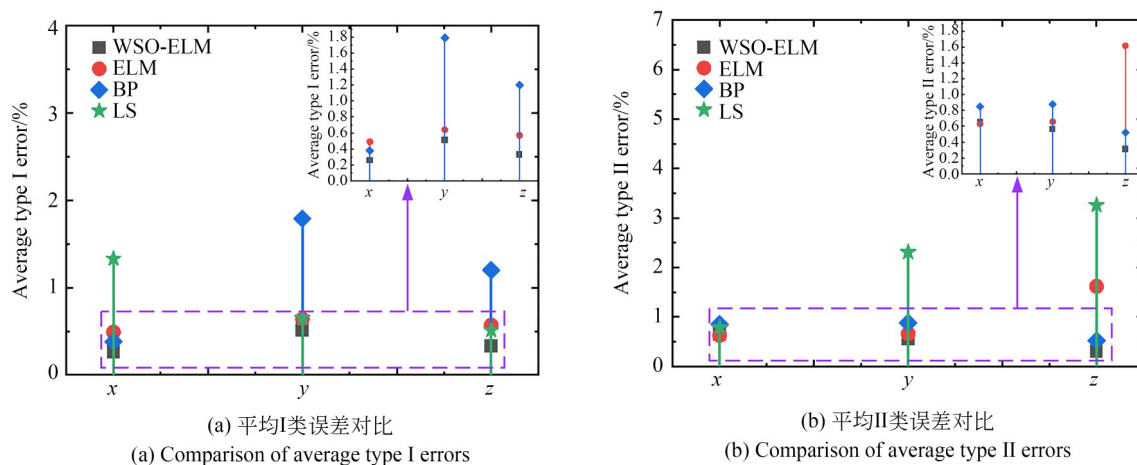 4
3
2
1
0
Average type I error/%
WSO-ELM
ELM
BP
LS
1.8
1.6
1.4
1.2
1.0
0.8
0.6
0.4
0.2
0.0
Average type I error/%
x y z
x y z
(a) 平均I类误差对比
(a) Comparison of average type I errors
7
6
5
4
3
2
1
0
Average type II error/%
WSO-ELM
ELM
BP
LS
1.8
1.6
1.4
1.2
1.0
0.8
0.6
0.4
0.2
0.0
Average type II error/%
x y z
x y z
(b) 平均II类误差对比
(b) Comparison of average type II errors